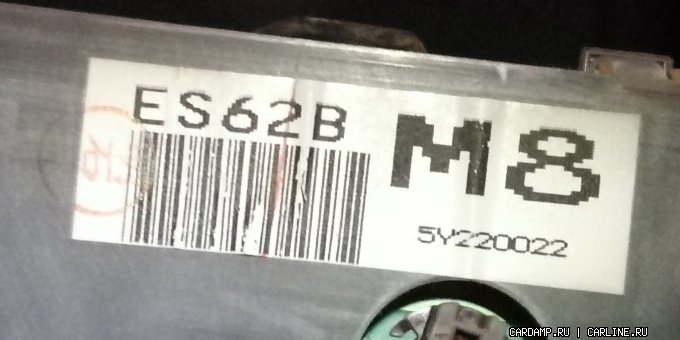 ES62B
M8
5Y220022
CARDAMP.RU | CARLINE.RU